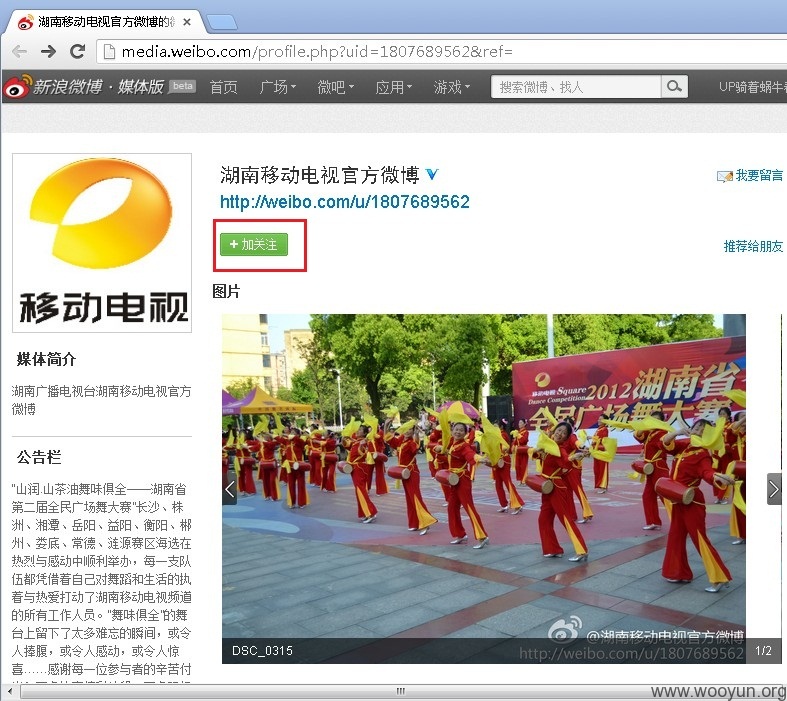 湖南移动电视官方微博的
media.weibo.com/profile.php?uid=1807689562&ref=
新浪微博·媒体版 beta 首页 广场 微吧 应用 游戏 搜索微博、找人 UP骑着蜗牛
移动电视
湖南移动电视官方微博
http://weibo.com/u/1807689562
我要留言
+ 加关注
推荐给朋友
图片
媒体简介
湖南广播电视台湖南移动电视官方
微博
公告栏
"山润.山茶油舞味俱全——湖南省
第二届全民广场舞大赛"长沙、株
洲、湘潭、岳阳、益阳、衡阳、郴
州、娄底、常德、涟源赛区海选在
热烈与感动中顺利举办，每一支队
伍都凭借着自己对舞蹈和生活的执
着与热爱打动了湖南移动电视频道
的所有工作人员。"舞味俱全"的舞
台上留下了太多难忘的瞬间，或令
人捧腹，或令人感动，或令人惊
喜……感谢每一位参与者的辛苦付
Square
Dance Competition
2012湖南省
全民广场舞大赛
@湖南移动电视官方微博
http://weibo.com/u/1807689562
DSC_0315
1/2
www.wooyun.org